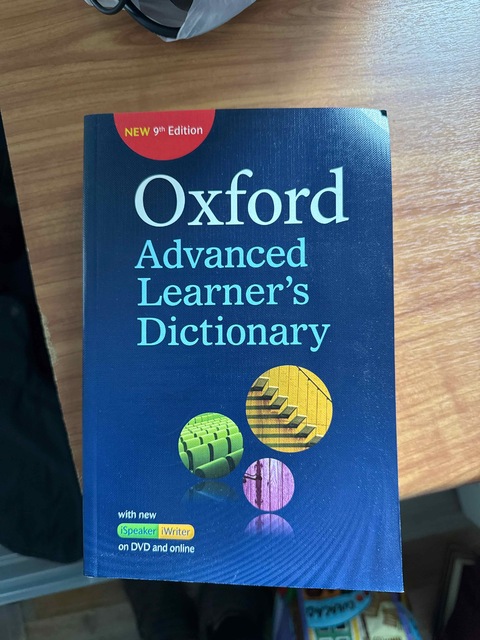 NEW 9th Edition
Oxford
Advanced
Learner's
Dictionary
with new
iSpeaker iWriter
on DVD and online